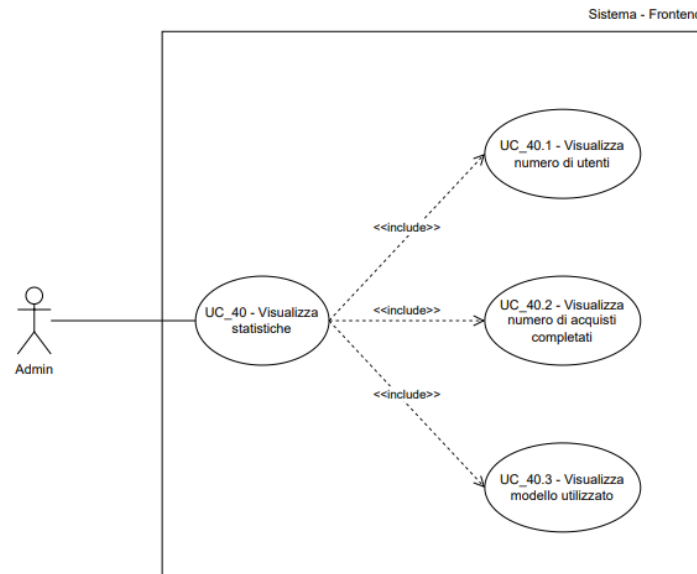 Sistema - Frontend
UC_40.1 - Visualizza
numero di utenti
<<include>>
UC_40 - Visualizza
statistiche
<<include>>
UC_40.2 - Visualizza
numero di acquisti
completati
Admin
<<include>>
UC_40.3 - Visualizza
modello utilizzato